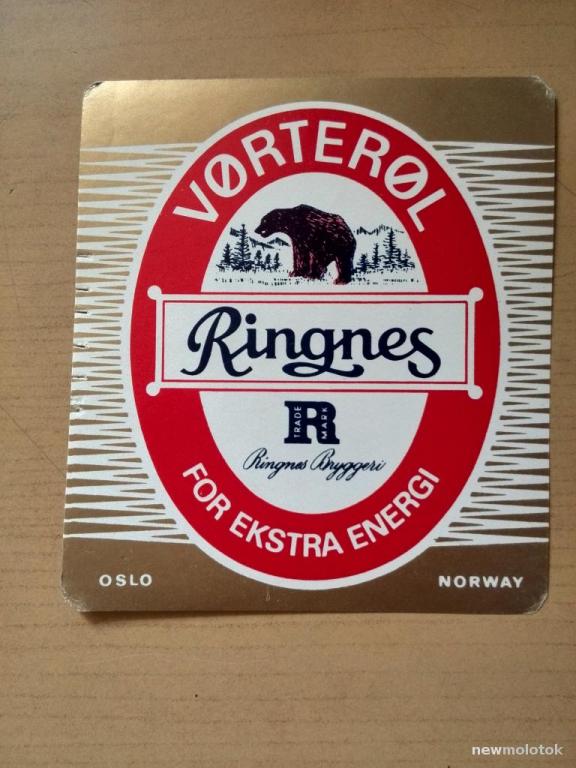 VØRTERØL
Ringnes
TRADE R MARK
Ringnes Bryggeri
FOR EKSTRA ENERGI
OSLO NORWAY
newmolotok